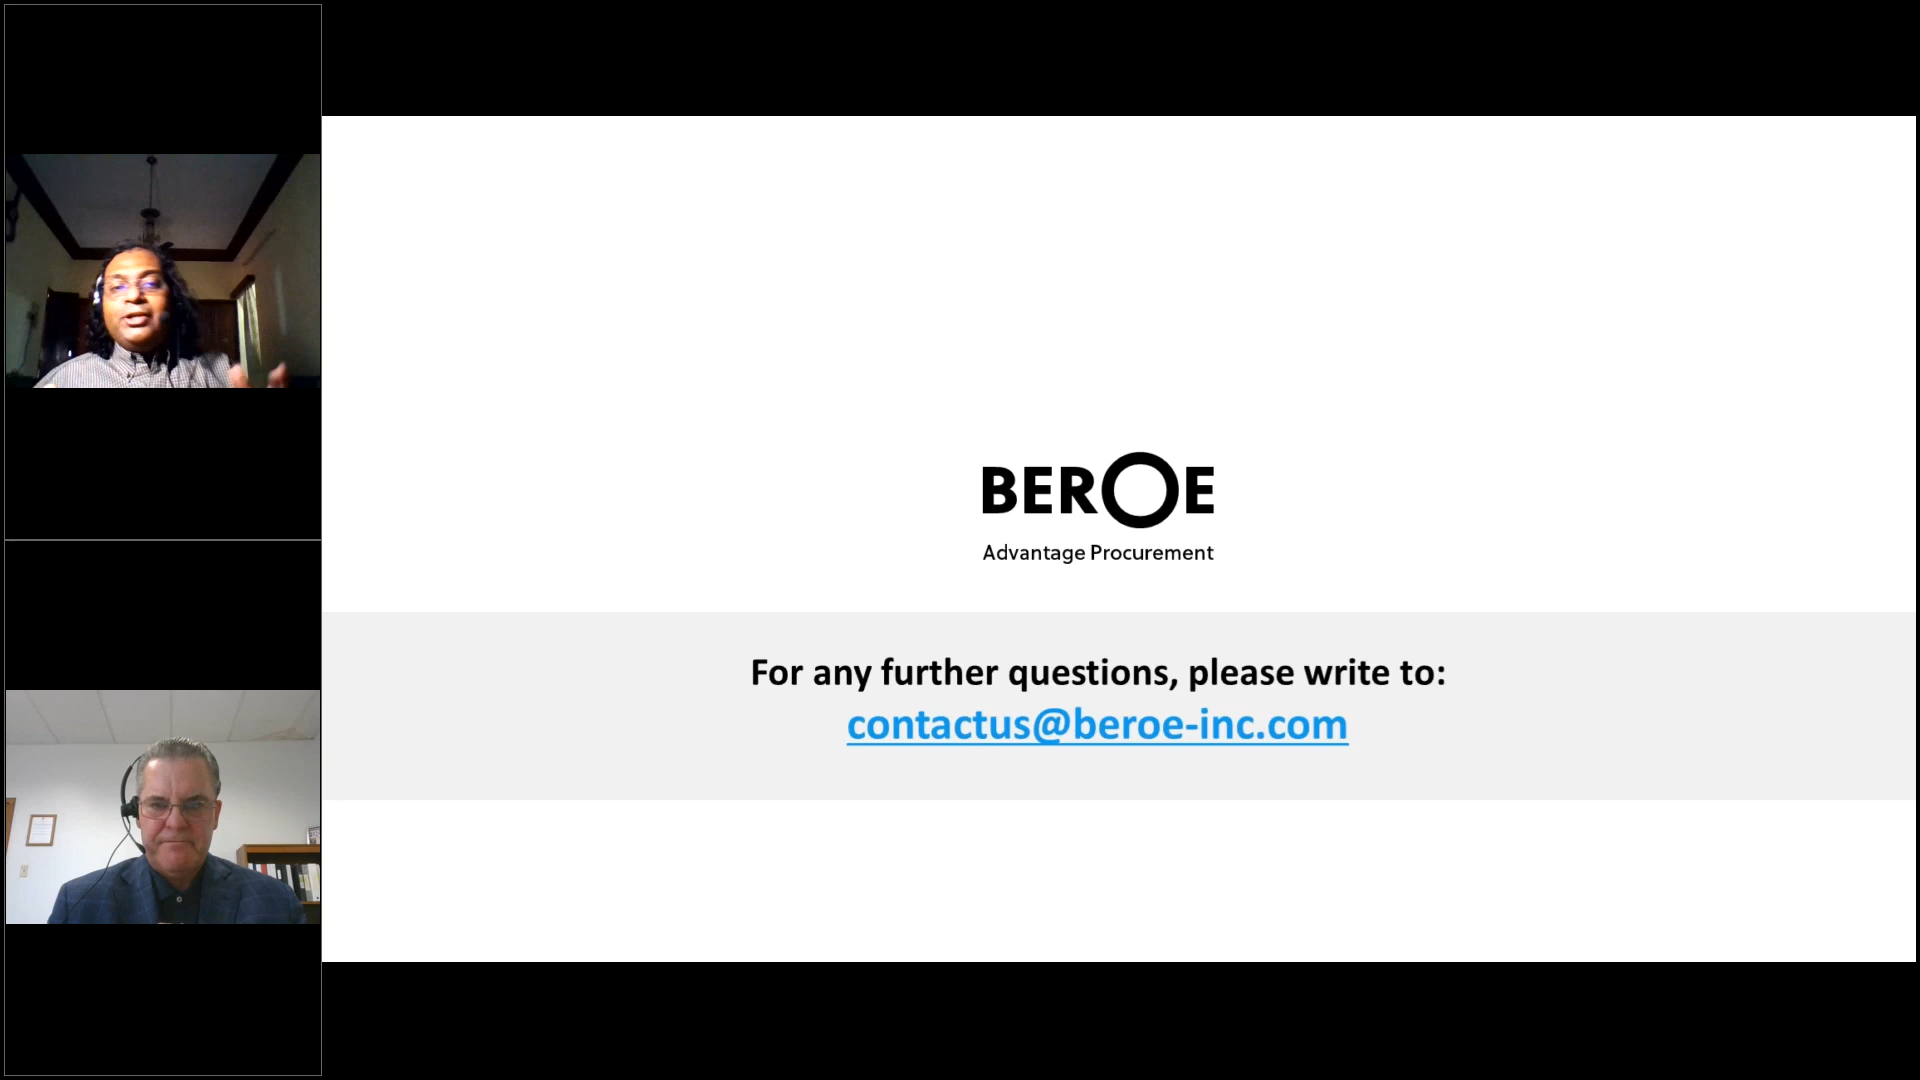 BEROE
Advantage Procurement
For any further questions, please write to:
contactus@beroe-inc.com